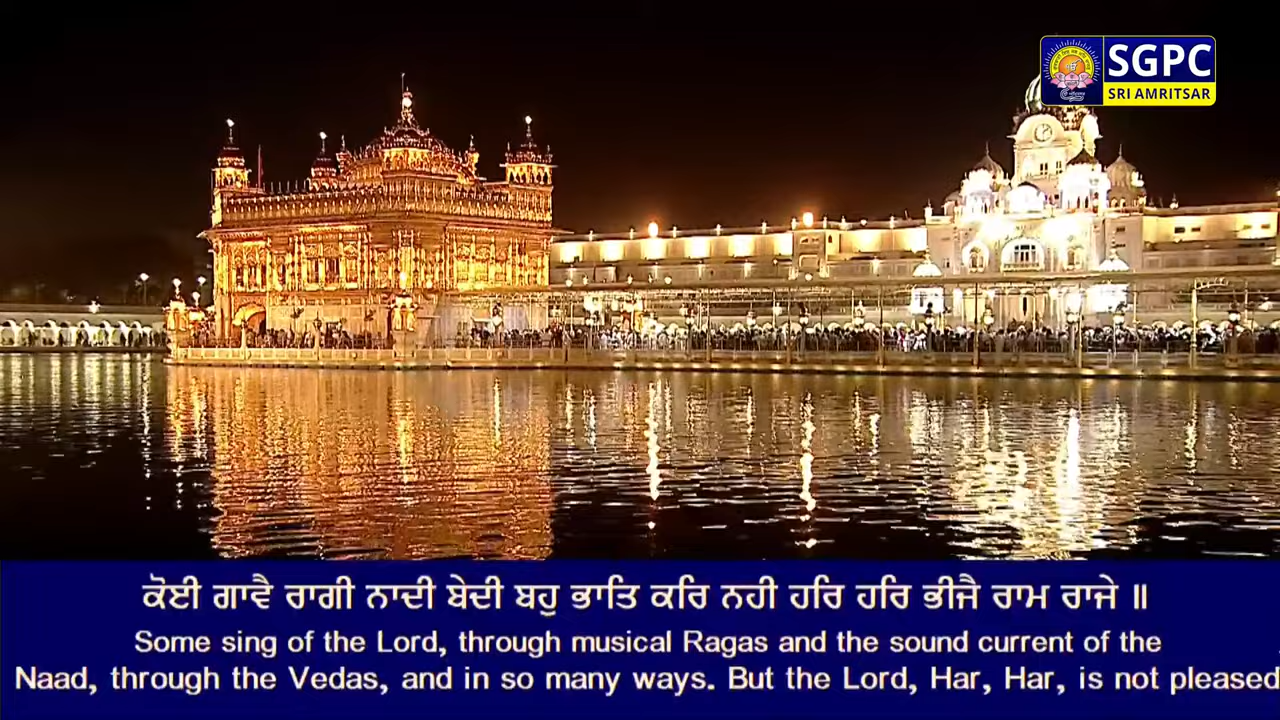 SGPC
SRI AMRITSAR
ਕੋਈ ਗਾਵੈ ਰਾਗੀ ਨਾਦੀ ਬੇਦੀ ਬਹੁ ਭਾਤਿ ਕਰਿ ਨਹੀ ਹਰਿ ਹਰਿ ਭੀਜੈ ਰਾਮ ਰਾਜੇ ॥
Some sing of the Lord, through musical Ragas and the sound current of the
Naad, through the Vedas, and in so many ways. But the Lord, Har, Har, is not pleased